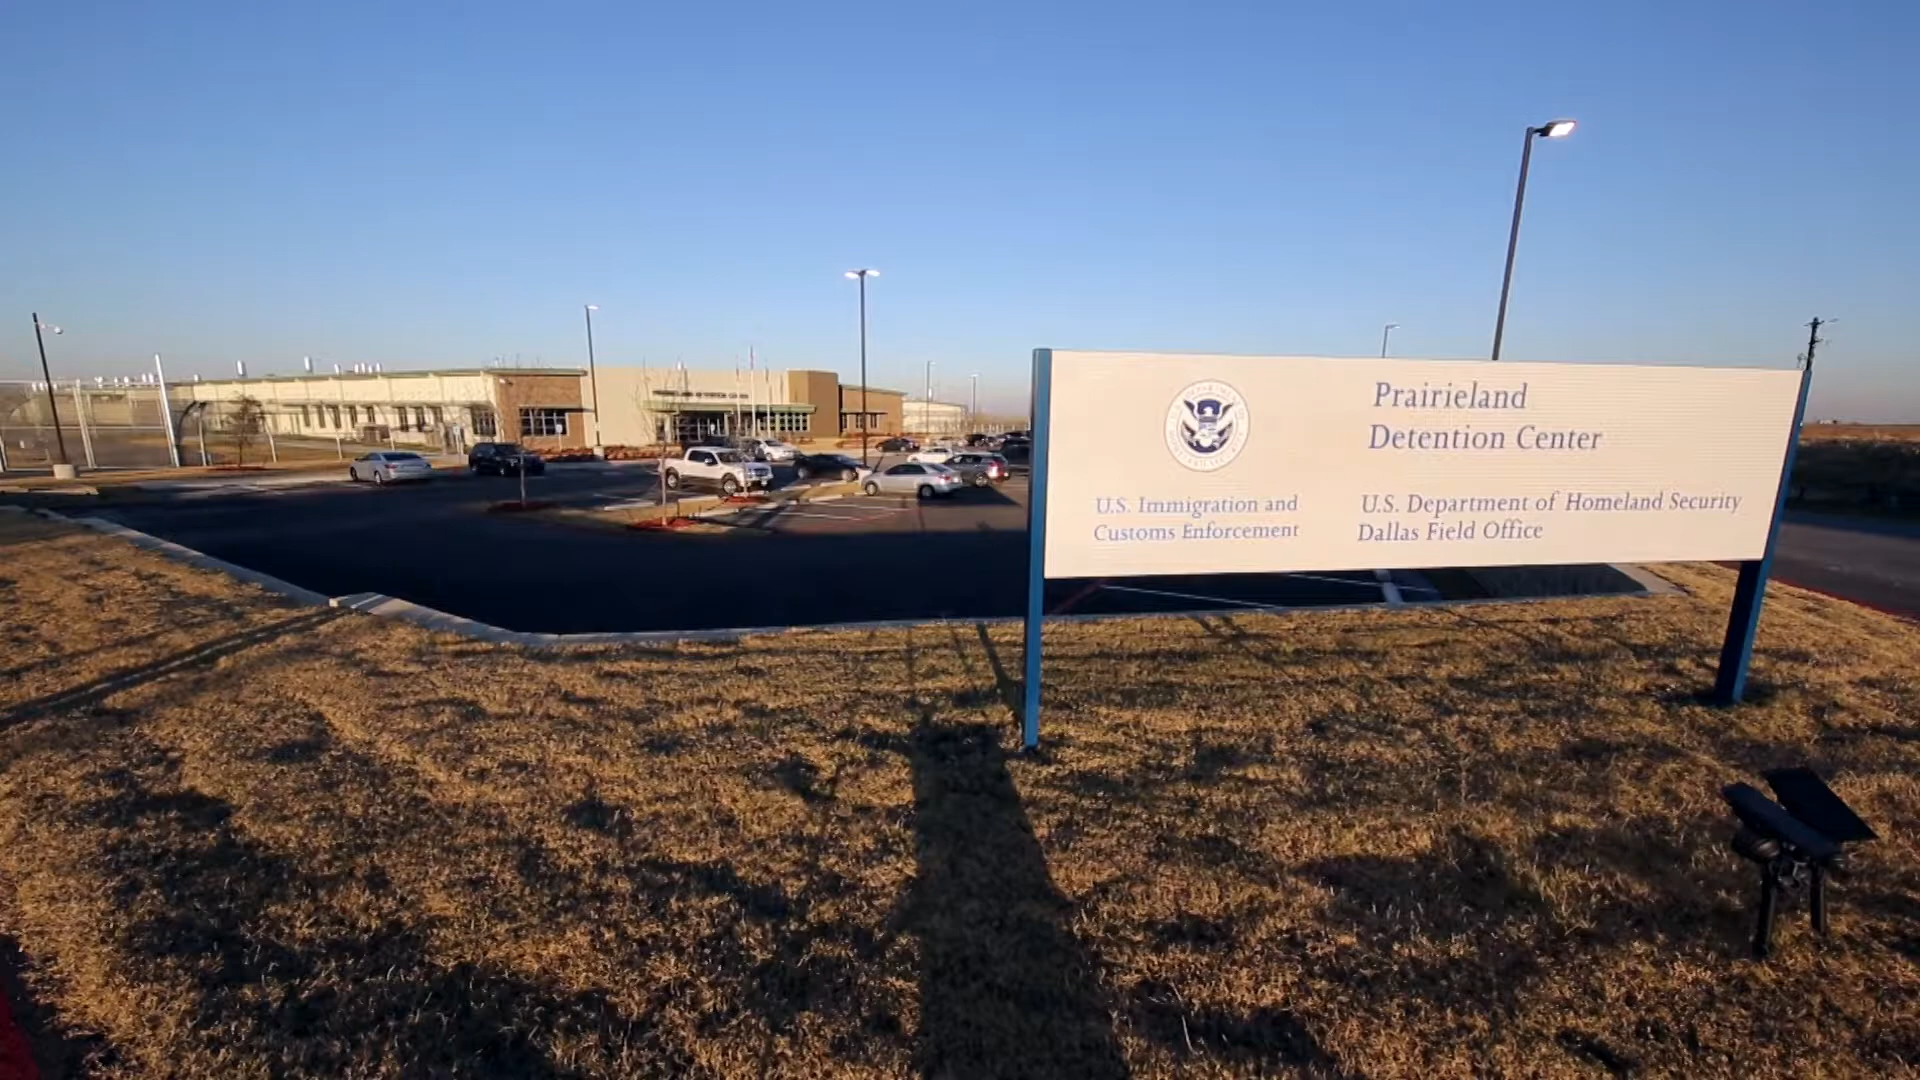 Prairieland
Detention Center
U.S. Immigration and
Customs Enforcement
U.S. Department of Homeland Security
Dallas Field Office